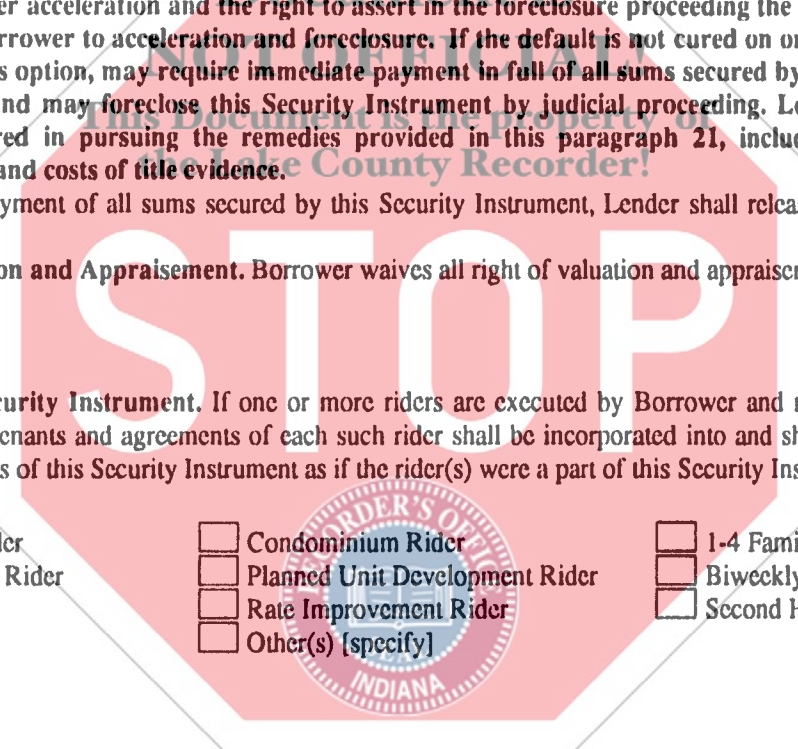 er acceleration and the right to assert in the foreclosure proceeding the
rrower to acceleration and foreclosure. If the default is not cured on or
NOT OFFICIAL!
s option, may require immediate payment in full of all sums secured by
nd may foreclose this Security Instrument by judicial proceeding. Le
This Document is the property of
red in pursuing the remedies provided in this paragraph 21, includ
and costs of title evidence.
the Lake County Recorder!
yment of all sums secured by this Security Instrument, Lender shall relea
STOP
on and Appraisement. Borrower waives all right of valuation and appraisem
curity Instrument. If one or more riders are executed by Borrower and r
enants and agreements of each such rider shall be incorporated into and sh
s of this Security Instrument as if the rider(s) were a part of this Security Ins
RECORDER'S OFFICE
der Condominium Rider 1-4 Fami
Rider Planned Unit Development Rider Biweekly
Rate Improvement Rider Second H
Other(s) [specify]
SEAL
INDIANA